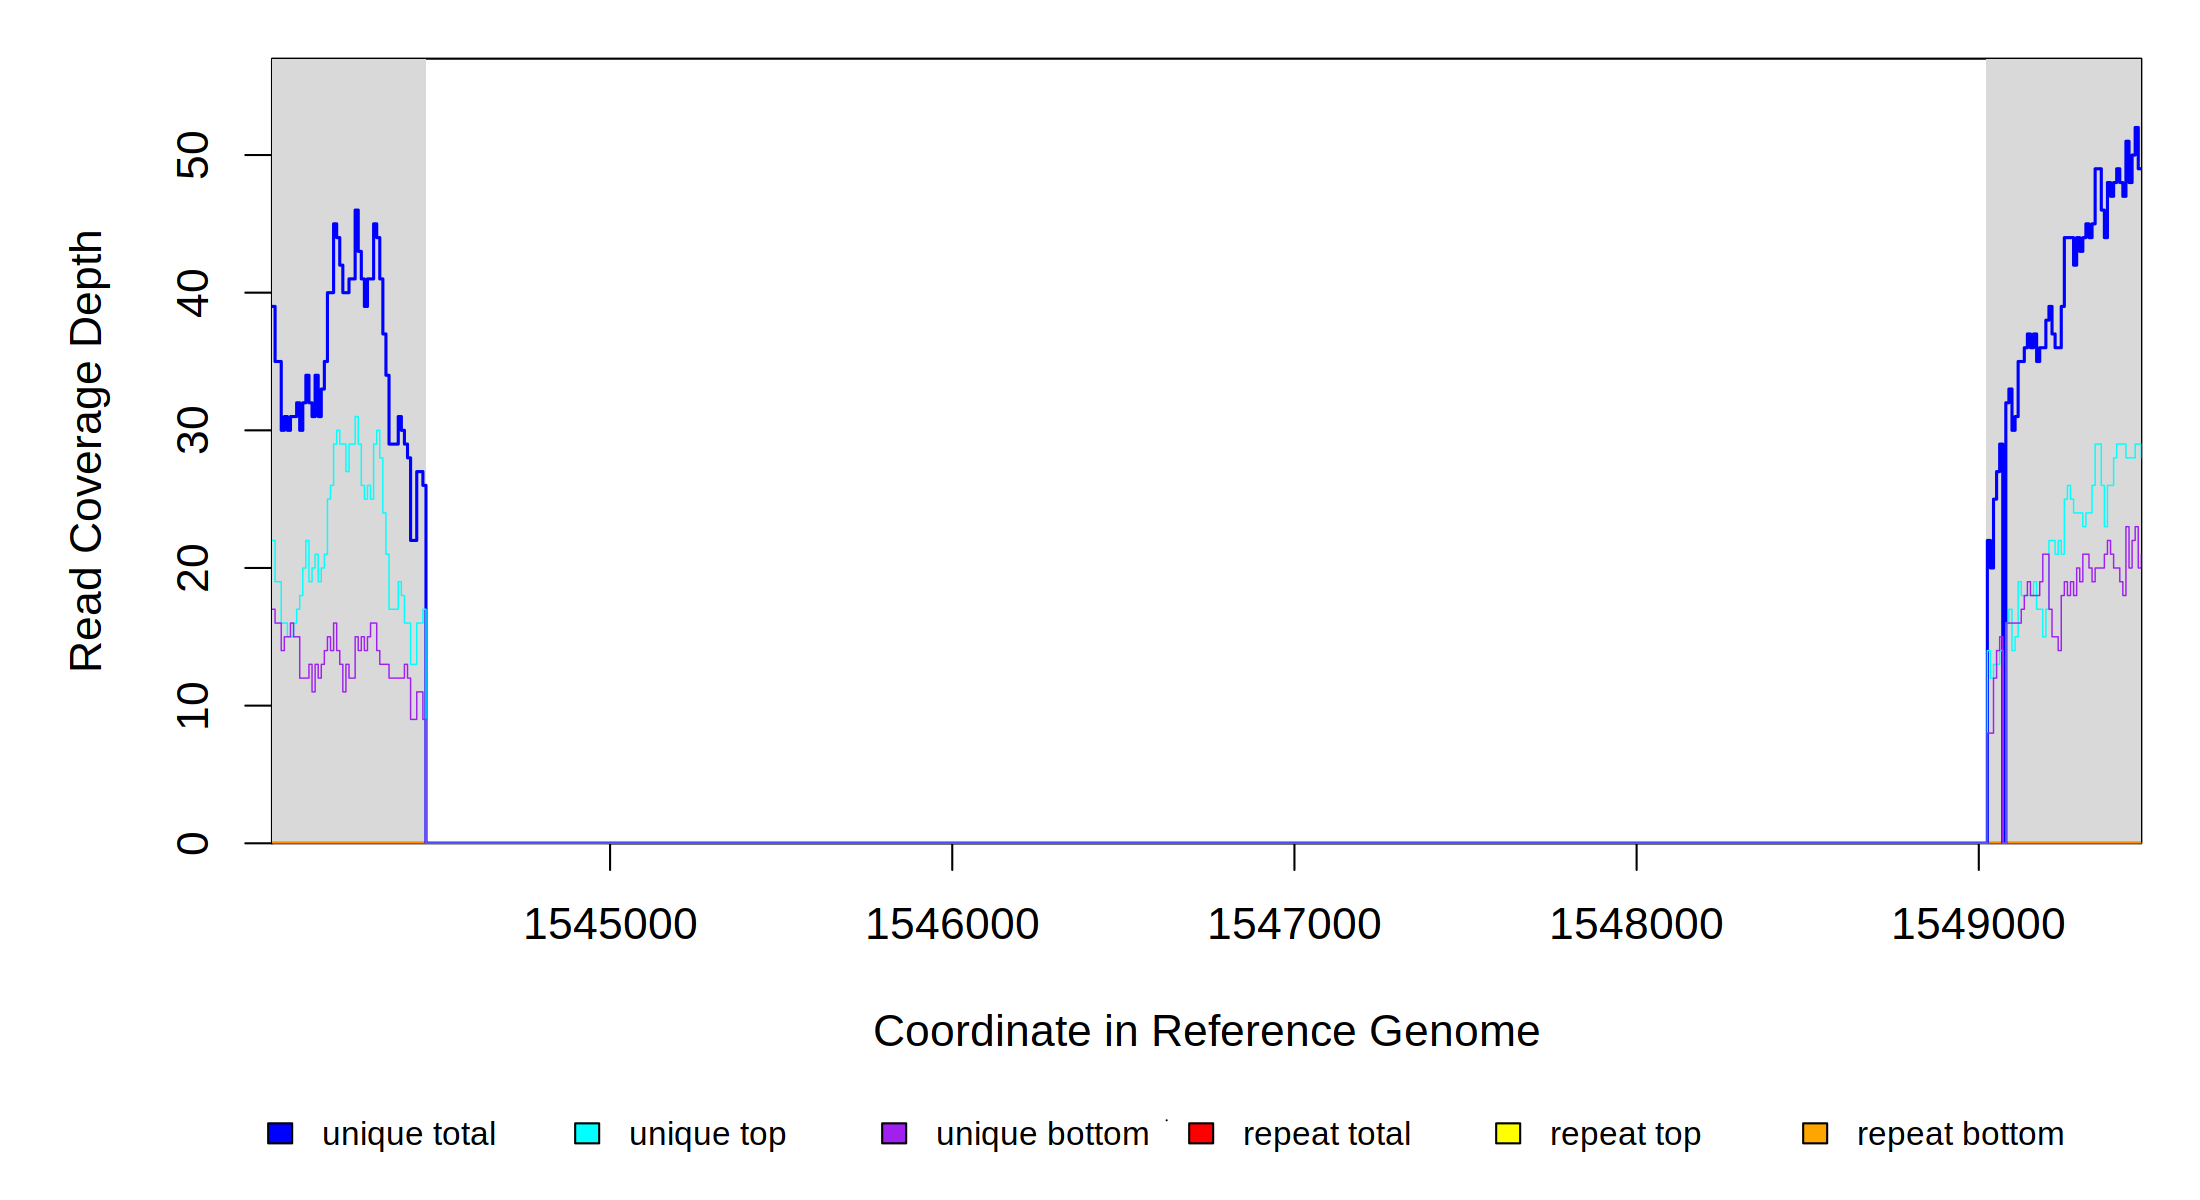 Read Coverage Depth
50
40
30
20
10
0
1545000 1546000 1547000 1548000 1549000
Coordinate in Reference Genome
unique total unique top unique bottom repeat total repeat top repeat bottom